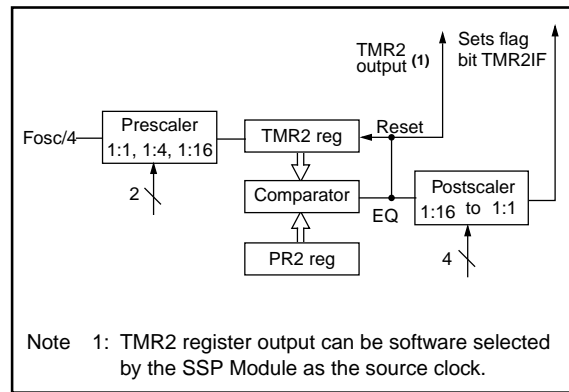 TMR2
output (1)
Sets flag
bit TMR2IF
Fosc/4
Prescaler
1:1, 1:4, 1:16
2
TMR2 reg
Reset
Comparator
EQ
Postscaler
1:16 to 1:1
4
PR2 reg
Note 1: TMR2 register output can be software selected
by the SSP Module as the source clock.